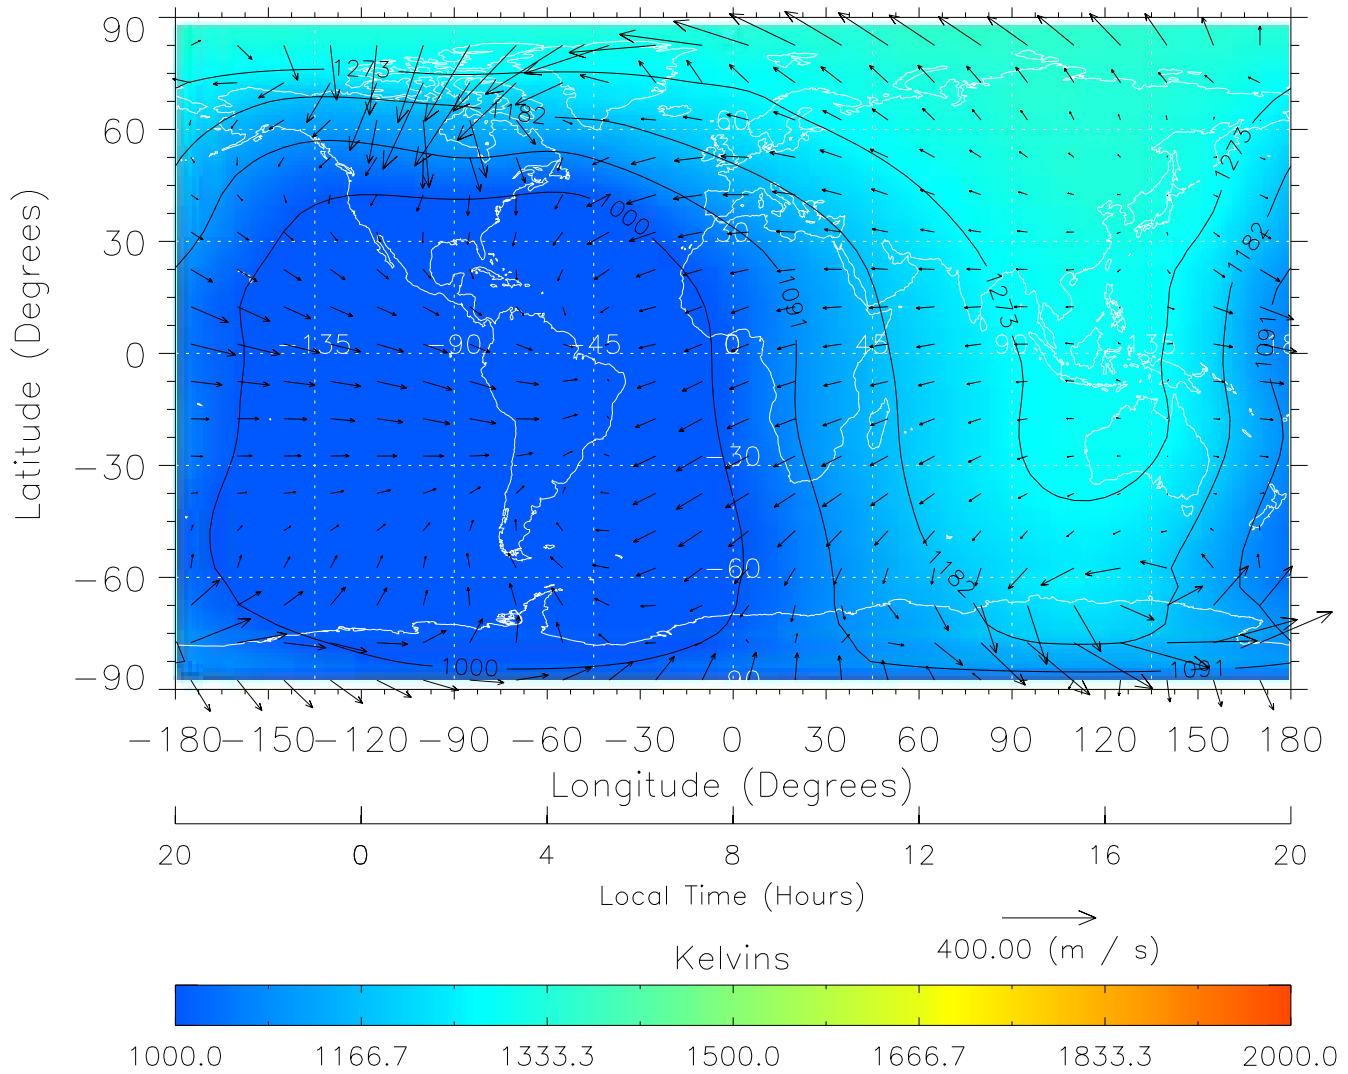 90
60
30
0
−30
−60
−90
Latitude (Degrees)
1273
1182
1273
1182
1000
1091
1273
1091
1182
1000
1091
60
30
−135 −90 −45 0 45 90 135
−30
−60
−180 −150 −120 −90 −60 −30 0 30 60 90 120 150 180
Longitude (Degrees)
20 0 4 8 12 16 20
Local Time (Hours)
400.00 (m / s)
Kelvins
1000.0 1166.7 1333.3 1500.0 1666.7 1833.3 2000.0